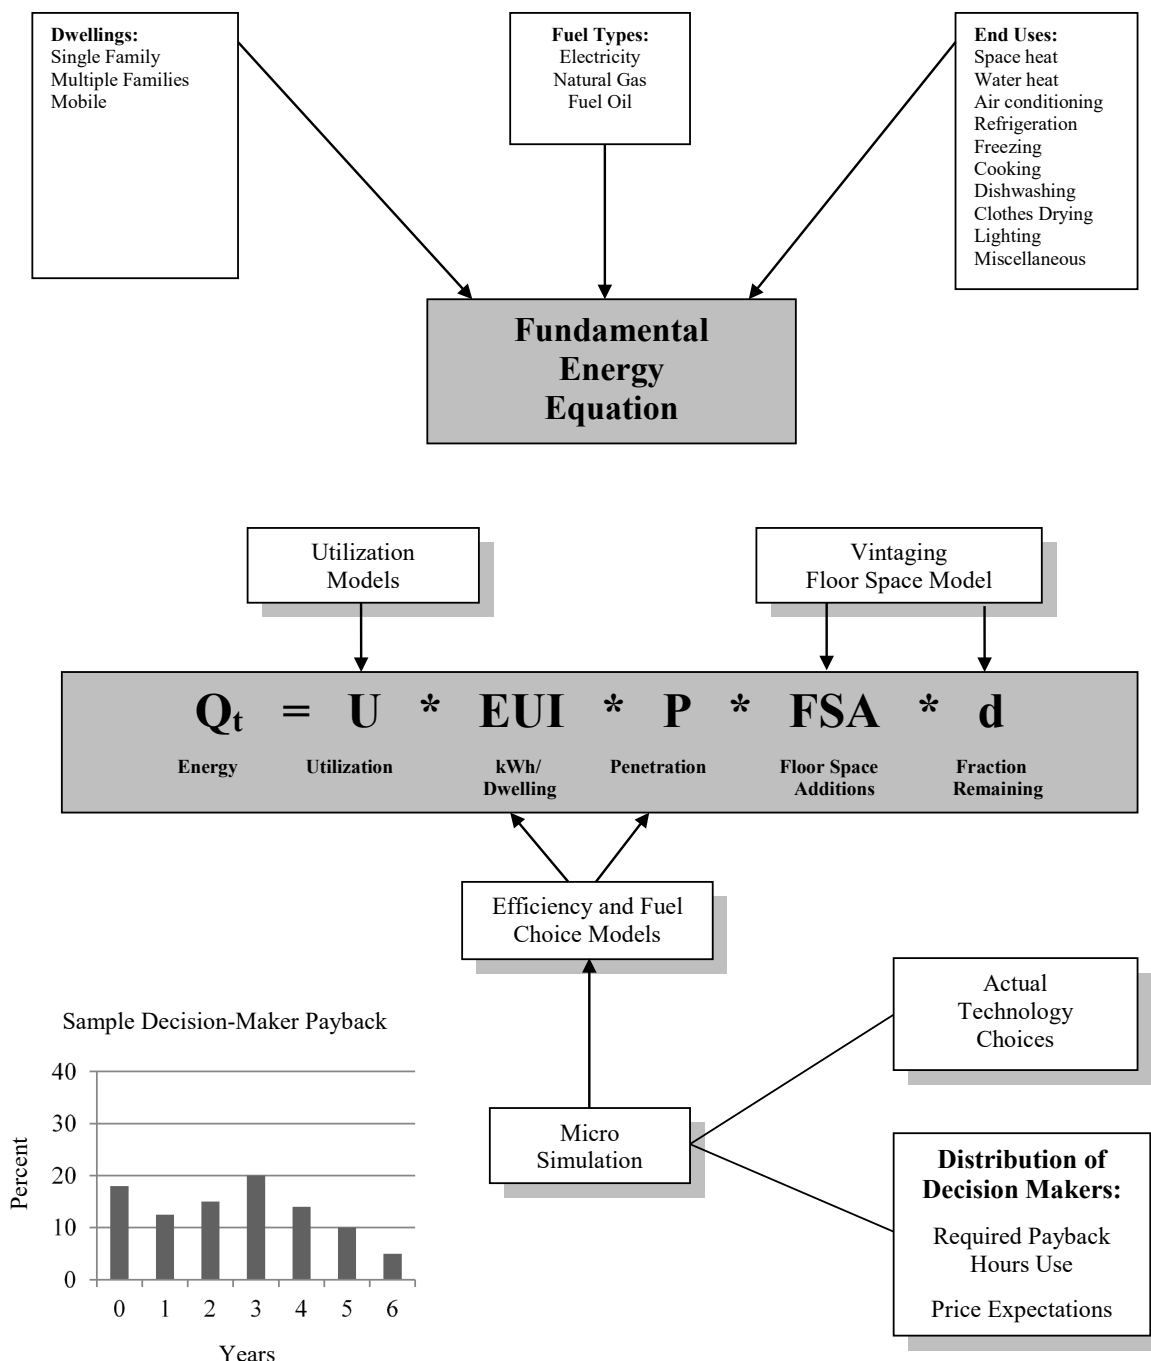 Dwellings:
Single Family
Multiple Families
Mobile
Fuel Types:
Electricity
Natural Gas
Fuel Oil
End Uses:
Space heat
Water heat
Air conditioning
Refrigeration
Freezing
Cooking
Dishwashing
Clothes Drying
Lighting
Miscellaneous
Fundamental
Energy
Equation
Utilization
Models
Vintaging
Floor Space Model
Qt = U * EUI * P * FSA * d
Energy Utilization kWh/ Penetration Floor Space Fraction
Dwelling Additions Remaining
Efficiency and Fuel
Choice Models
Actual
Technology
Choices
Sample Decision-Maker Payback
Percent
40
30
20
10
0
0 1 2 3 4 5 6
Years
Micro
Simulation
Distribution of
Decision Makers:
Required Payback
Hours Use
Price Expectations